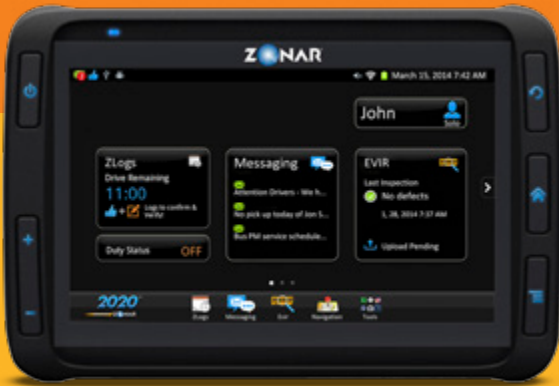 ZONAR
March 15, 2014 7:42 AM
John
Solo
ZLogs
Drive Remaining
11:00
Logs to confirm &
Verify!
Duty Status OFF
Messaging
Attention Drivers - We h...
No pick up today of Jon S...
Bus PM service schedule...
EVIR
Last Inspection
No defects
1, 28, 2014 7:37 AM
Upload Pending
2020
ZLogs Messaging Evir Navigation Tools